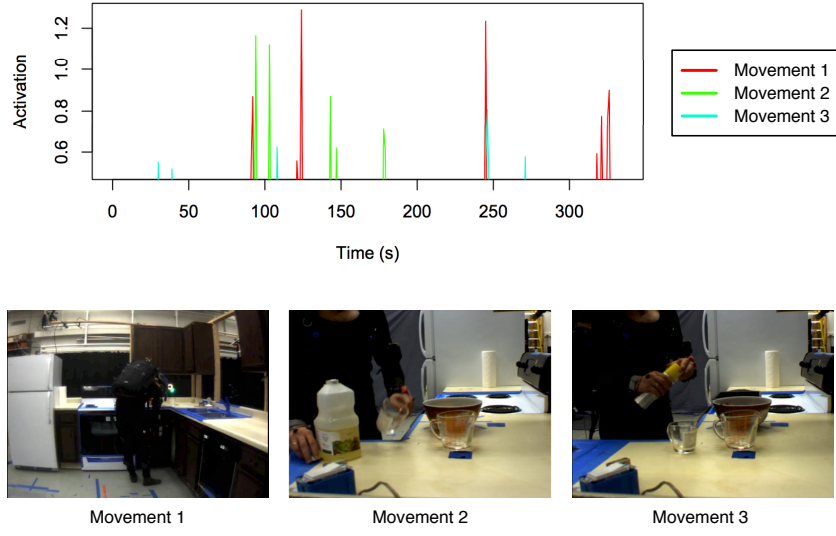 Activation
0.6 0.8 1.0 1.2
0 50 100 150 200 250 300
Time (s)
Movement 1
Movement 2
Movement 3
Movement 1 Movement 2 Movement 3